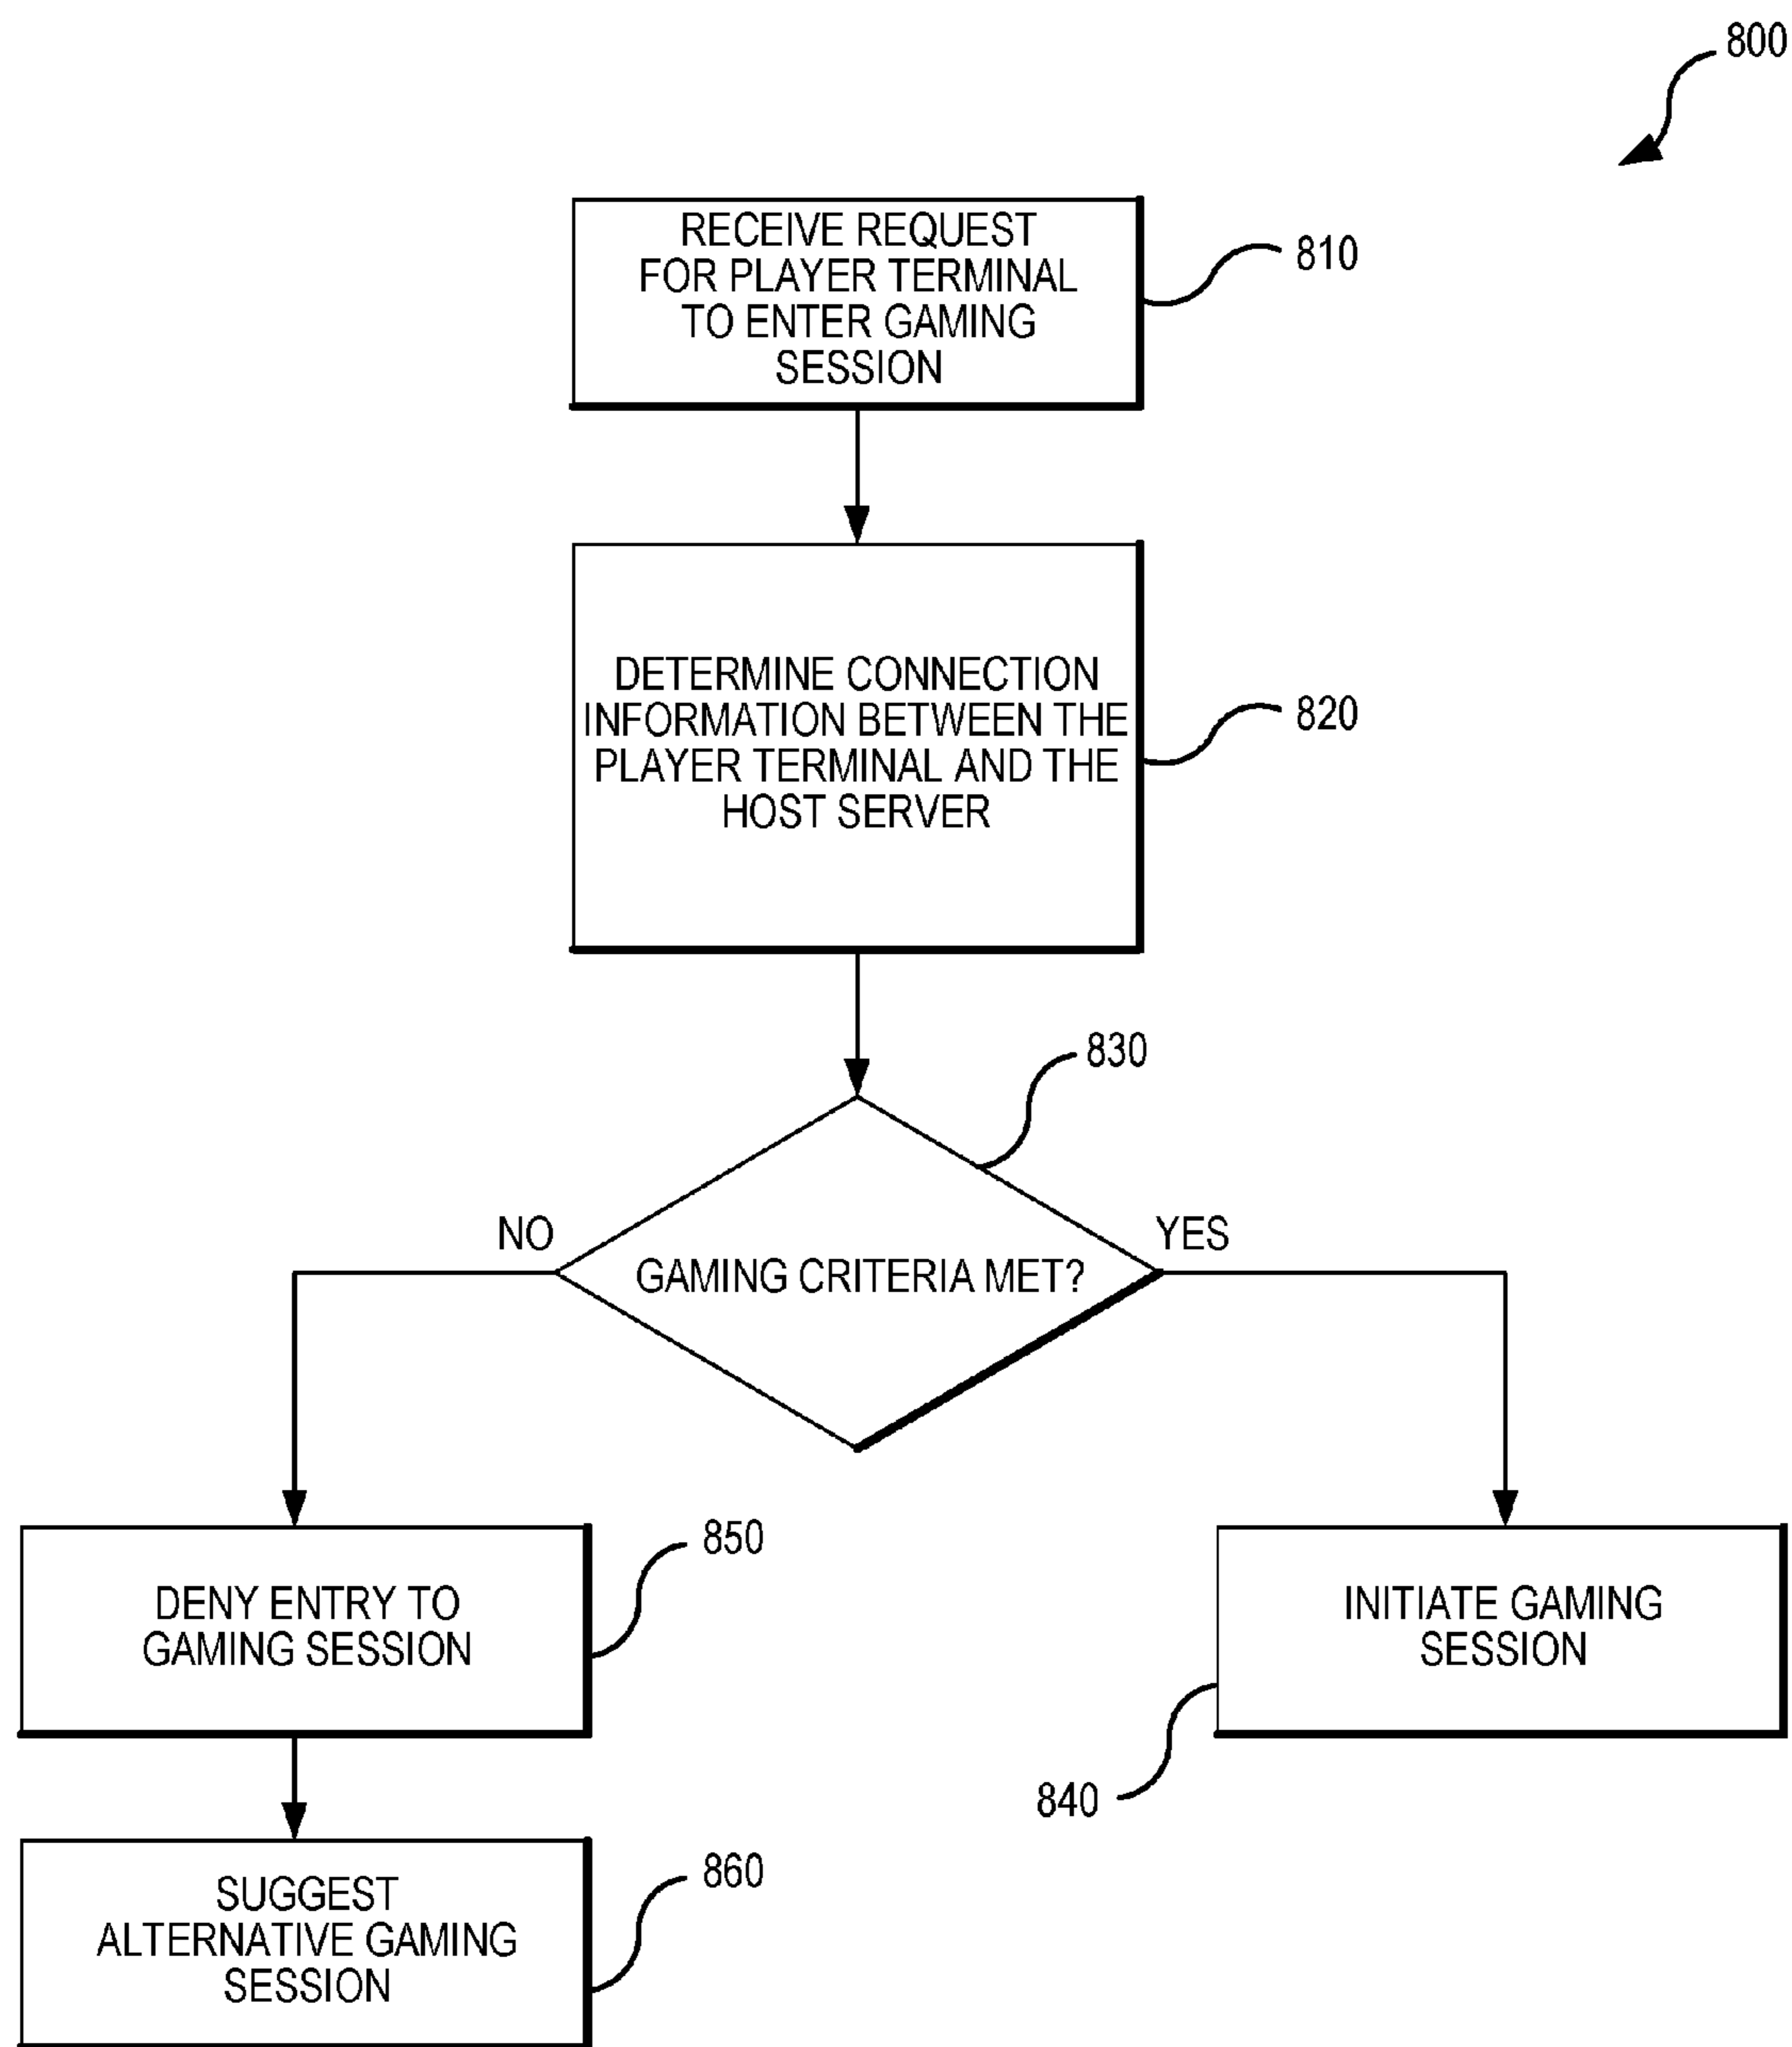 800
RECEIVE REQUEST
FOR PLAYER TERMINAL
TO ENTER GAMING
SESSION
810
DETERMINE CONNECTION
INFORMATION BETWEEN THE
PLAYER TERMINAL AND THE
HOST SERVER
820
830
NO
YES
GAMING CRITERIA MET?
850
DENY ENTRY TO
GAMING SESSION
INITIATE GAMING
SESSION
840
860
SUGGEST
ALTERNATIVE GAMING
SESSION